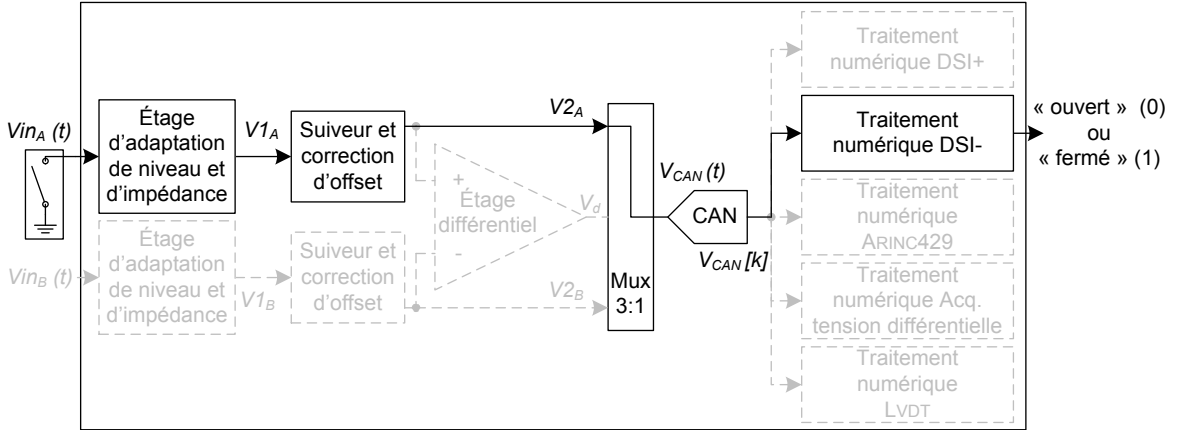 Traitement
numérique DSI+
Étage
d'adaptation
de niveau et
d'impédance
Vin_A (t)
V1_A
Suiveur et
correction
d'offset
V2_A
Traitement
numérique DSI-
« ouvert » (0)
ou
« fermé » (1)
+
Étage
différentiel
-
V_d
V_CAN (t)
CAN
V_CAN [k]
Traitement
numérique
ARINC429
Étage
d'adaptation
de niveau et
d'impédance
Vin_B (t)
V1_B
Suiveur et
correction
d'offset
V2_B
Mux
3:1
Traitement
numérique Acq.
tension différentielle
Traitement
numérique
LVDT